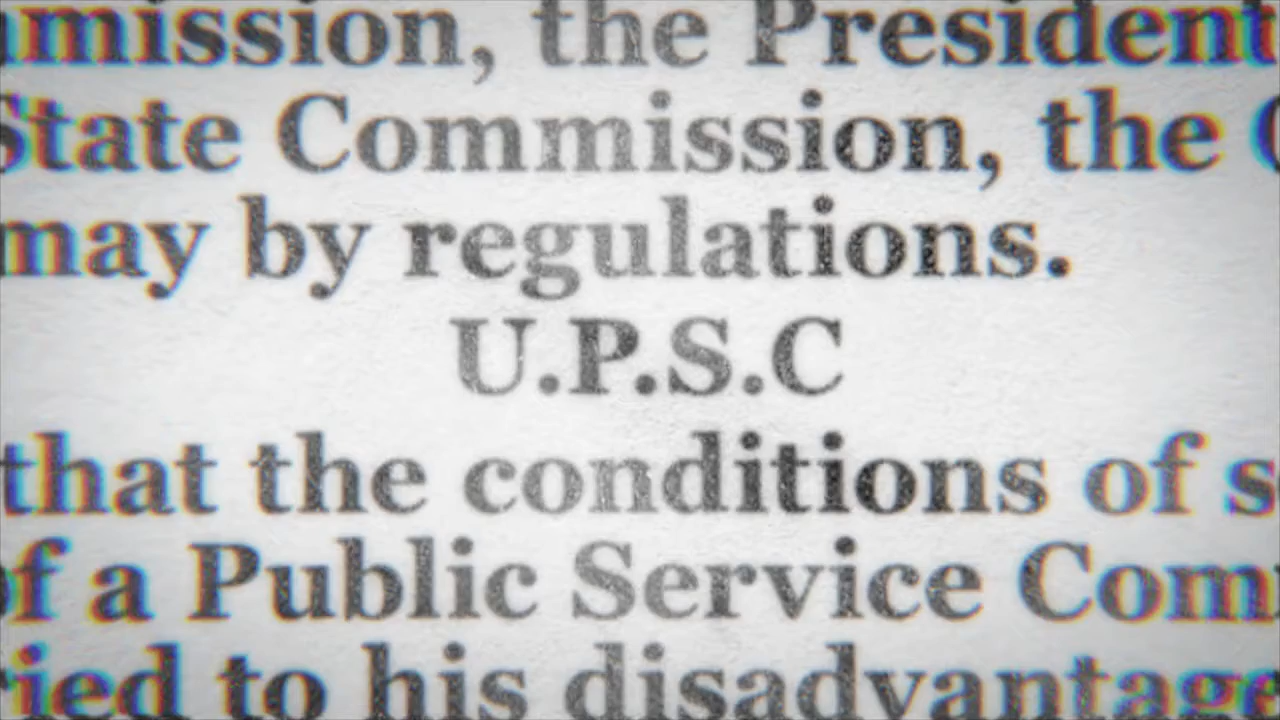 mission, the President
State Commission, the
may by regulations.
U.P.S.C
that the conditions of s
of a Public Service Com
ied to his disadvantage